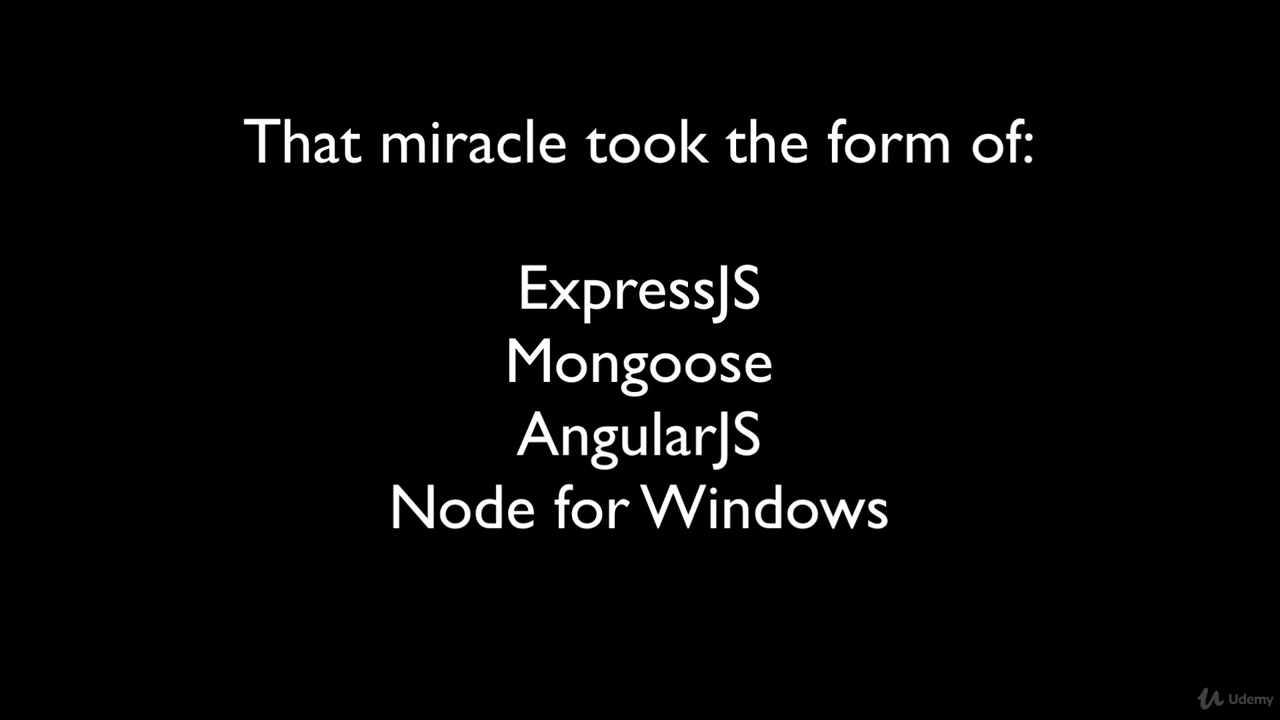 That miracle took the form of:
ExpressJS
Mongoose
AngularJS
Node for Windows
Udemy